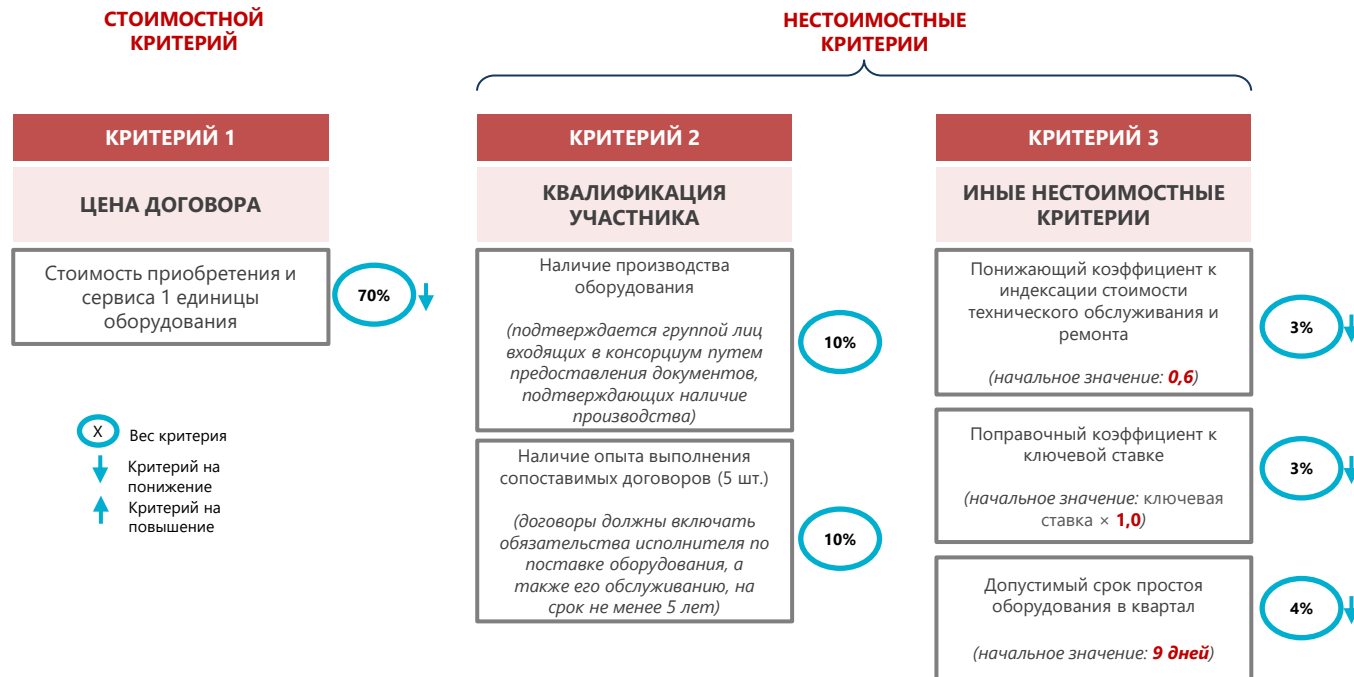 СТОИМОСТНОЙ
КРИТЕРИЙ
НЕСТОИМОСТНЫЕ
КРИТЕРИИ
КРИТЕРИЙ 1
ЦЕНА ДОГОВОРА
Стоимость приобретения и
сервиса 1 единицы
оборудования
70%
X
Вес критерия
Критерий на
понижение
Критерий на
повышение
КРИТЕРИЙ 2
КВАЛИФИКАЦИЯ
УЧАСТНИКА
Наличие производства
оборудования
(подтверждается группой лиц
входящих в консорциум путем
предоставления документов,
подтверждающих наличие
производства)
10%
Наличие опыта выполнения
сопоставимых договоров (5 шт.)
(договоры должны включать
обязательства исполнителя по
поставке оборудования, а
также его обслуживанию, на
срок не менее 5 лет)
10%
КРИТЕРИЙ 3
ИНЫЕ НЕСТОИМОСТНЫЕ
КРИТЕРИИ
Понижающий коэффициент к
индексации стоимости
технического обслуживания и
ремонта
(начальное значение: 0,6)
3%
Поправочный коэффициент к
ключевой ставке
(начальное значение: ключевая
ставка × 1,0)
3%
Допустимый срок простоя
оборудования в квартал
(начальное значение: 9 дней)
4%